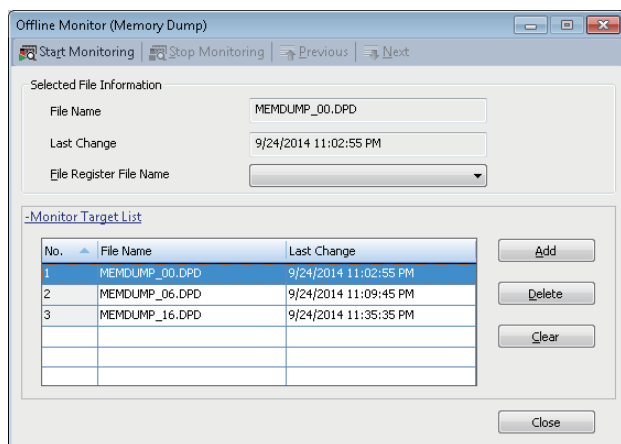 Offline Monitor (Memory Dump)
Start Monitoring Stop Monitoring Previous Next
Selected File Information
File Name MEMDUMP_00.DPD
Last Change 9/24/2014 11:02:55 PM
File Register File Name
-Monitor Target List
No. File Name Last Change
1 MEMDUMP_00.DPD 9/24/2014 11:02:55 PM
2 MEMDUMP_06.DPD 9/24/2014 11:09:45 PM
3 MEMDUMP_16.DPD 9/24/2014 11:35:35 PM
Add
Delete
Clear
Close